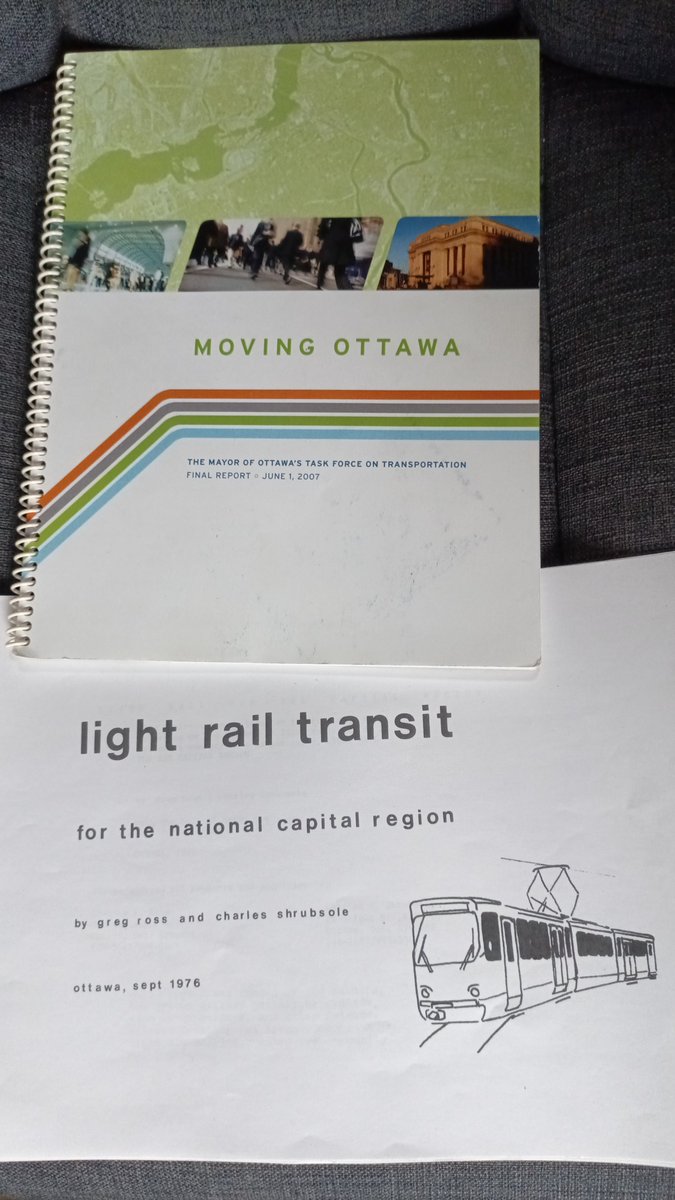 MOVING OTTAWA
THE MAYOR OF OTTAWA'S TASK FORCE ON TRANSPORTATION
FINAL REPORT ○ JUNE 1, 2007
light rail transit
for the national capital region
by greg ross and charles shrubsole
ottawa, sept 1976